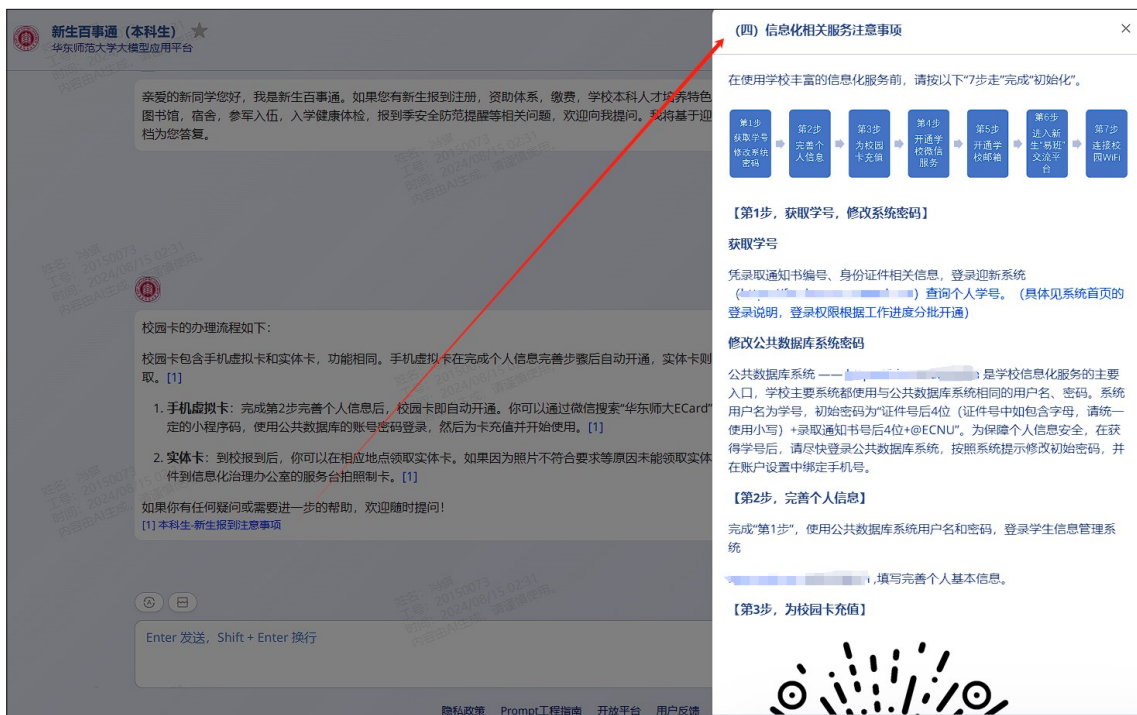 新生百事通（本科生）
华东师范大学大模型应用平台
亲爱的新同学您好，我是新生百事通。如果您有新生报到注册，资助体系，缴费，学校本科人才培养特色
图书馆，宿舍，参军入伍，入学健康体检，报到季安全防范提醒等相关问题，欢迎向我提问。我将基于迎
档为您答复。
校园卡的办理流程如下：
校园卡包含手机虚拟卡和实体卡，功能相同。手机虚拟卡在完成个人信息完善步骤后自动开通，实体卡则
取。[1]
1. 手机虚拟卡：完成第2步完善个人信息后，校园卡即自动开通。你可以通过微信搜索“华东师大ECard”
定的小程序码，使用公共数据库的账号密码登录，然后为卡充值并开始使用。[1]
2. 实体卡：到校报到后，你可以在相应地点领取实体卡。如果因为照片不符合要求等原因未能领取实体
件到信息化治理办公室的服务台拍照制卡。[1]
如果你有任何疑问或需要进一步的帮助，欢迎随时提问！
[1] 本科生-新生报到注意事项
Enter 发送，Shift + Enter 换行
隐私政策 Prompt工程指南 开放平台 用户反馈
（四）信息化相关服务注意事项
在使用学校丰富的信息化服务前，请按以下“7步走”完成“初始化”。
第1步
获取学号
修改系统
密码
第2步
完善个
人信息
第3步
为校园
卡充值
第4步
开通学
校微信
服务
第5步
开通学
校邮箱
第6步
进入新
生“易班”
交流平
台
第7步
连接校
园WiFi
【第1步，获取学号，修改系统密码】
获取学号
凭录取通知书编号、身份证件相关信息，登录迎新系统
（）查询个人学号。（具体见系统首页的
登录说明，登录权限根据工作进度分批开通）
修改公共数据库系统密码
公共数据库系统 —— 是学校信息化服务的主要
入口，学校主要系统都使用与公共数据库系统相同的用户名、密码。系统
用户名为学号，初始密码为“证件号后4位（证件号中如包含字母，请统一
使用小写）+录取通知书号后4位+@ECNU”。为保障个人信息安全，在获
得学号后，请尽快登录公共数据库系统，按照系统提示修改初始密码，并
在账户设置中绑定手机号。
【第2步，完善个人信息】
完成“第1步”，使用公共数据库系统用户名和密码，登录学生信息管理系
统
,填写完善个人基本信息。
【第3步，为校园卡充值】